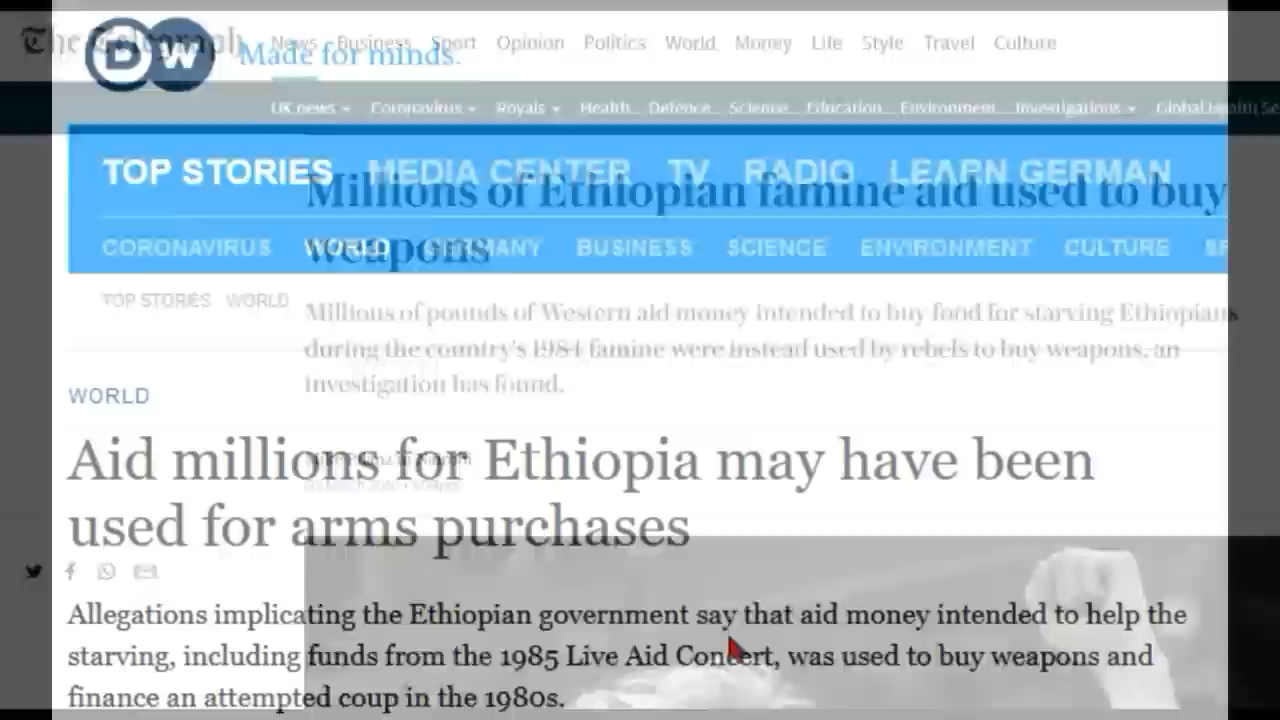 The Telegraph
News Business Sport Opinion Politics World Money Life Style Travel Culture
DW Made for minds.
UK news Coronavirus Royals Health Defence Science Education Environment Investigations Global Health Se
TOP STORIES MEDIA CENTER TV RADIO LEARN GERMAN
Millions of Ethiopian famine aid used to buy
weapons
CORONAVIRUS WORLD GERMANY BUSINESS SCIENCE ENVIRONMENT CULTURE
TOP STORIES WORLD
Millions of pounds of Western aid money intended to buy food for starving Ethiopians
during the country's 1984 famine were instead used by rebels to buy weapons, an
investigation has found.
WORLD
Aid millions for Ethiopia may have been
used for arms purchases
Allegations implicating the Ethiopian government say that aid money intended to help the
starving, including funds from the 1985 Live Aid Concert, was used to buy weapons and
finance an attempted coup in the 1980s.